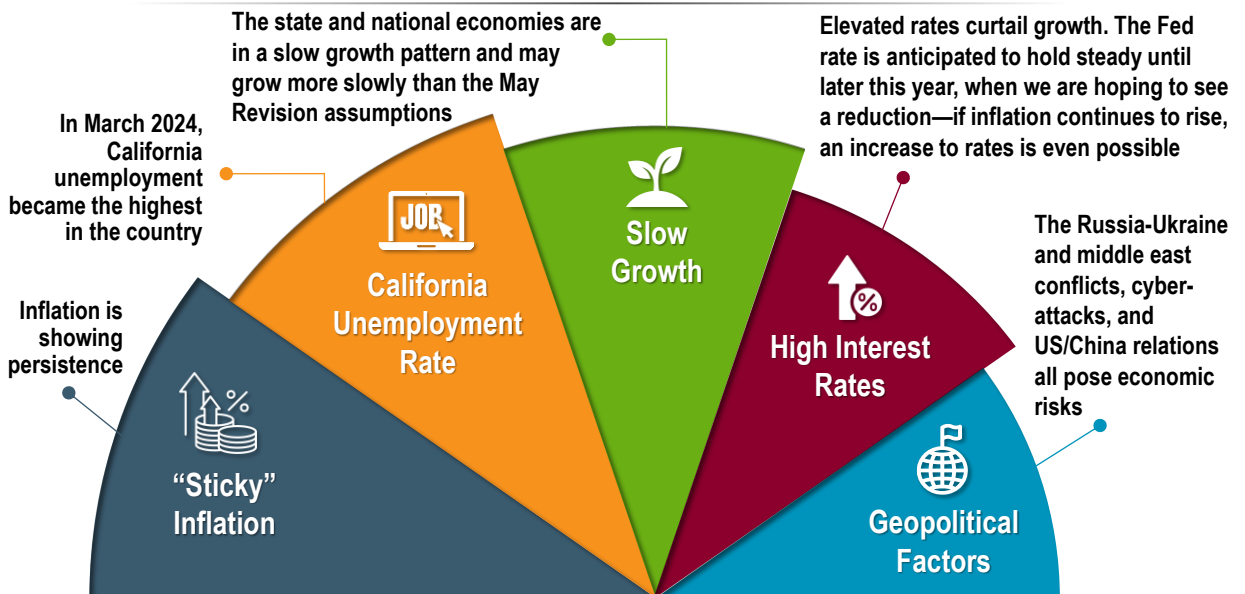 The state and national economies are
in a slow growth pattern and may
grow more slowly than the May
Revision assumptions
Elevated rates curtail growth. The Fed
rate is anticipated to hold steady until
later this year, when we are hoping to see
a reduction—if inflation continues to rise,
an increase to rates is even possible
In March 2024,
California
unemployment
became the highest
in the country
The Russia-Ukraine
and middle east
conflicts, cyber-
attacks, and
US/China relations
all pose economic
risks
Inflation is
showing
persistence
“Sticky”
Inflation
JOB
California
Unemployment
Rate
Slow
Growth
%
High Interest
Rates
Geopolitical
Factors
%